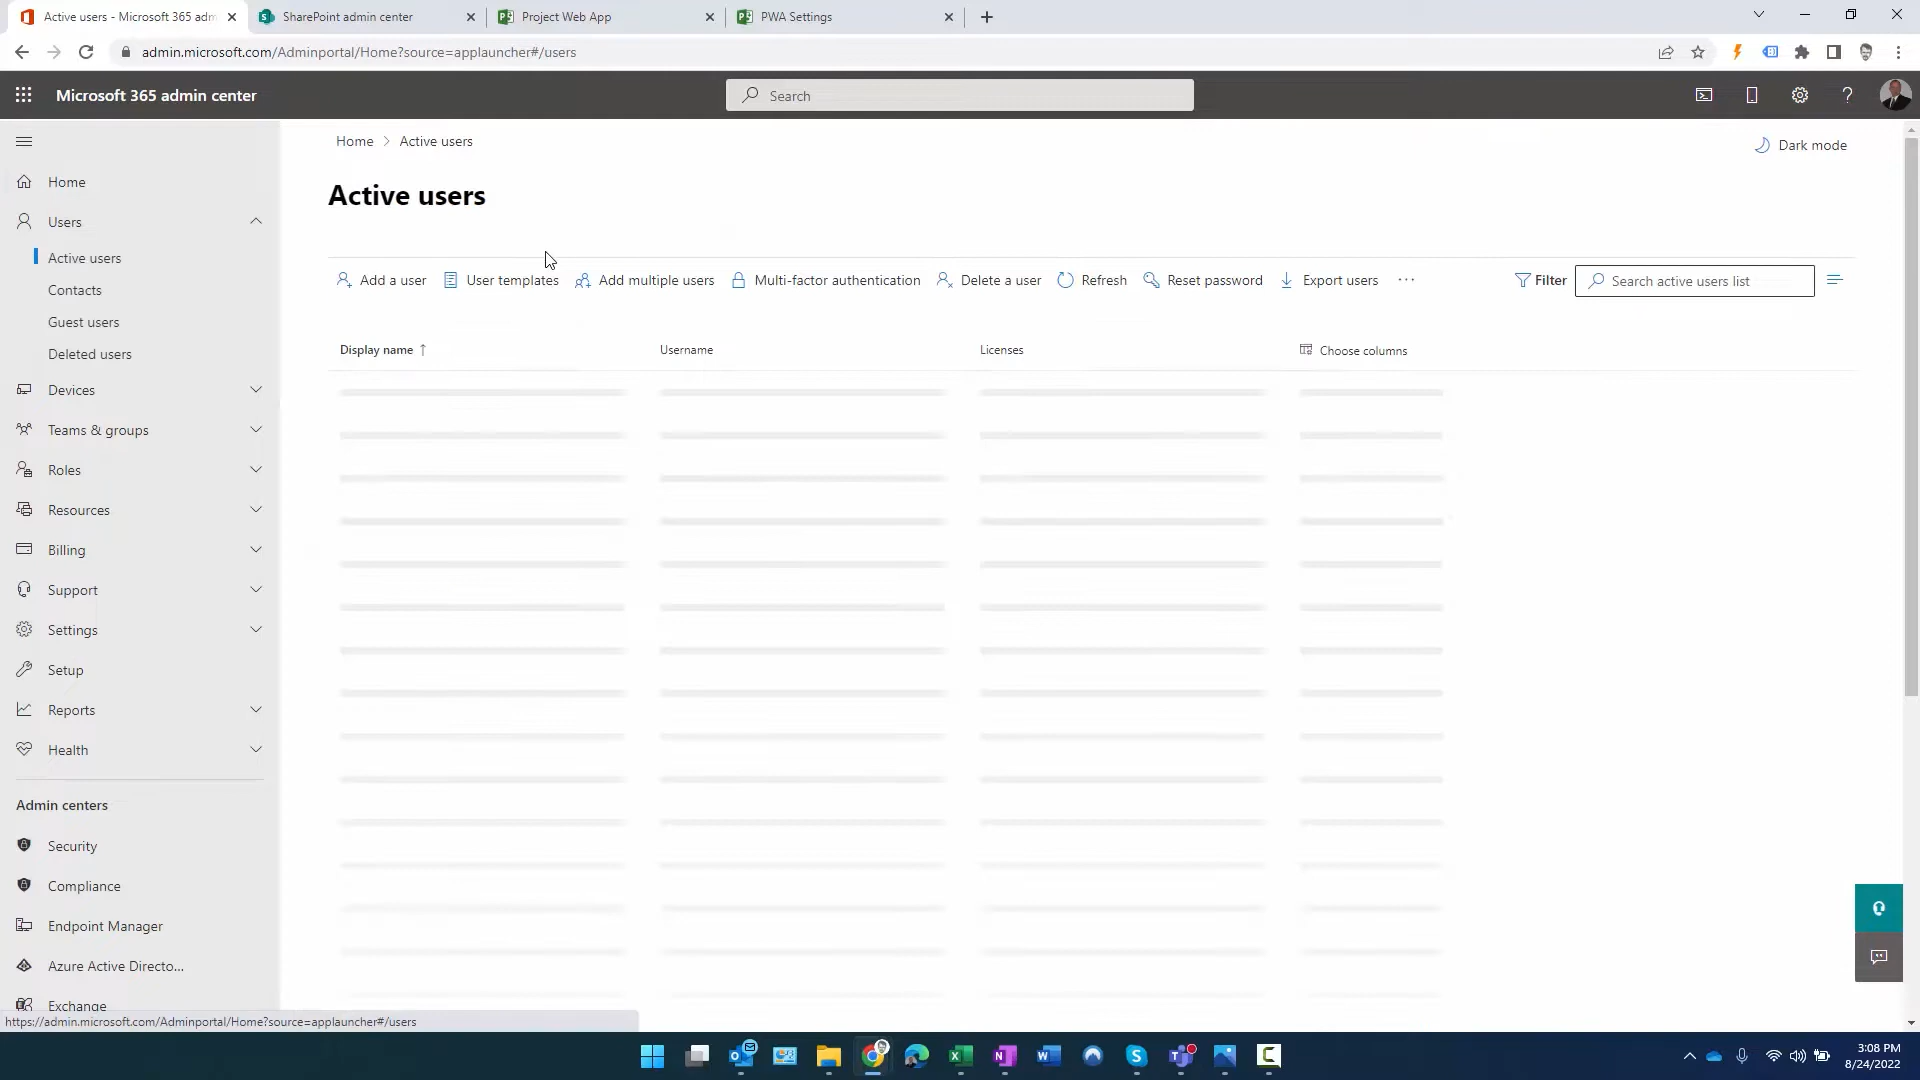 Active users - Microsoft 365 adm
SharePoint admin center
Project Web App
PWA Settings
admin.microsoft.com/Adminportal/Home?source=applauncher#/users
Microsoft 365 admin center
Search
Home
Users
Active users
Contacts
Guest users
Deleted users
Devices
Teams & groups
Roles
Resources
Billing
Support
Settings
Setup
Reports
Health
Admin centers
Security
Compliance
Endpoint Manager
Azure Active Directo...
Exchange
Home > Active users
Dark mode
Active users
Add a user User templates Add multiple users Multi-factor authentication Delete a user Refresh Reset password Export users ... Filter Search active users list
Display name ↑ Username Licenses Choose columns
https://admin.microsoft.com/Adminportal/Home?source=applauncher#/users
3:08 PM
8/24/2022